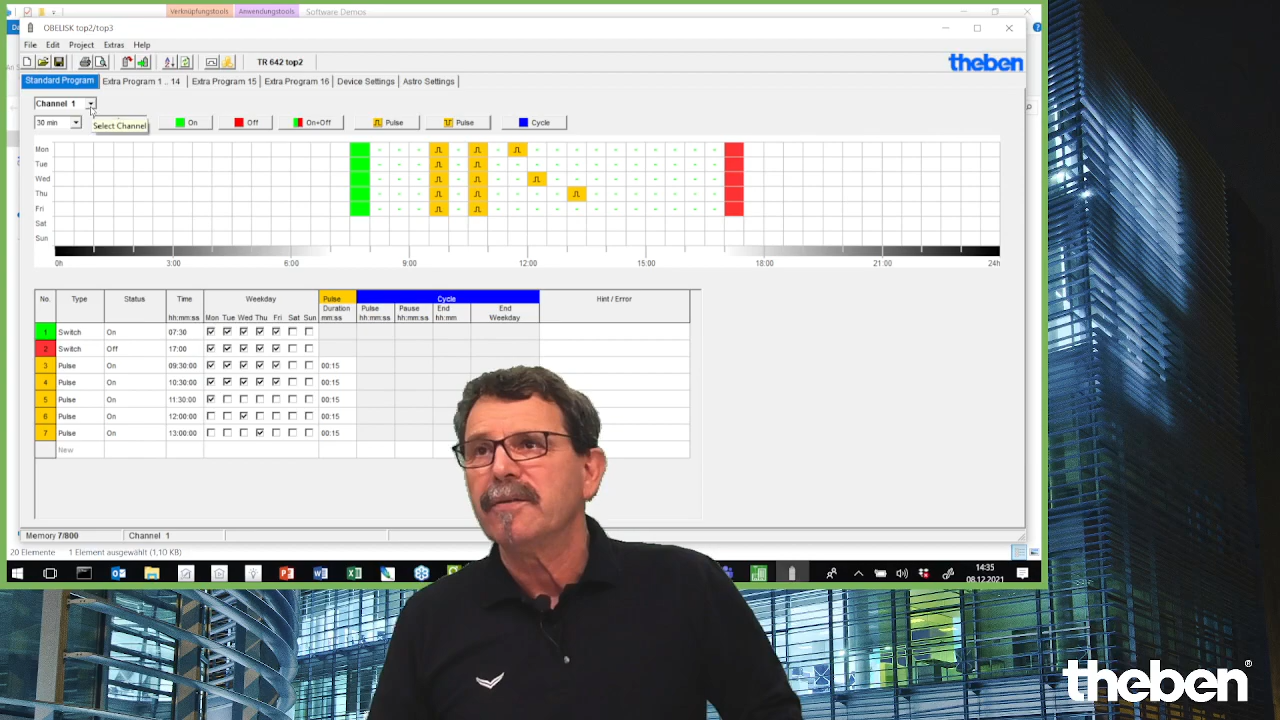 Verknüpfungstools Anwendungstools Software Demos
OBELISK top2/top3
File Edit Project Extras Help
TR 642 top2
theben
Standard Program Extra Program 1 .. 14 Extra Program 15 Extra Program 16 Device Settings Astro Settings
Channel 1
Select Channel
30 min On Off On+Off Pulse Pulse Cycle
Mon
Tue
Wed
Thu
Fri
Sat
Sun
0h 3:00 6:00 9:00 12:00 15:00 18:00 21:00 24h
No. Type Status Time Weekday Pulse Cycle Hint / Error
Duration Pulse Pause End End
hh:mm:ss Mon Tue Wed Thu Fri Sat Sun mm:ss hh:mm:ss hh:mm:ss hh:mm Weekday
1 Switch On 07:30
2 Switch Off 17:00
3 Pulse On 09:30:00 00:15
4 Pulse On 10:30:00 00:15
5 Pulse On 11:30:00 00:15
6 Pulse On 12:00:00 00:15
7 Pulse On 13:00:00 00:15
New
Memory 7/800 Channel 1
20 Elemente 1 Element ausgewählt (1,10 KB)
14:35
08.12.2021
theben®